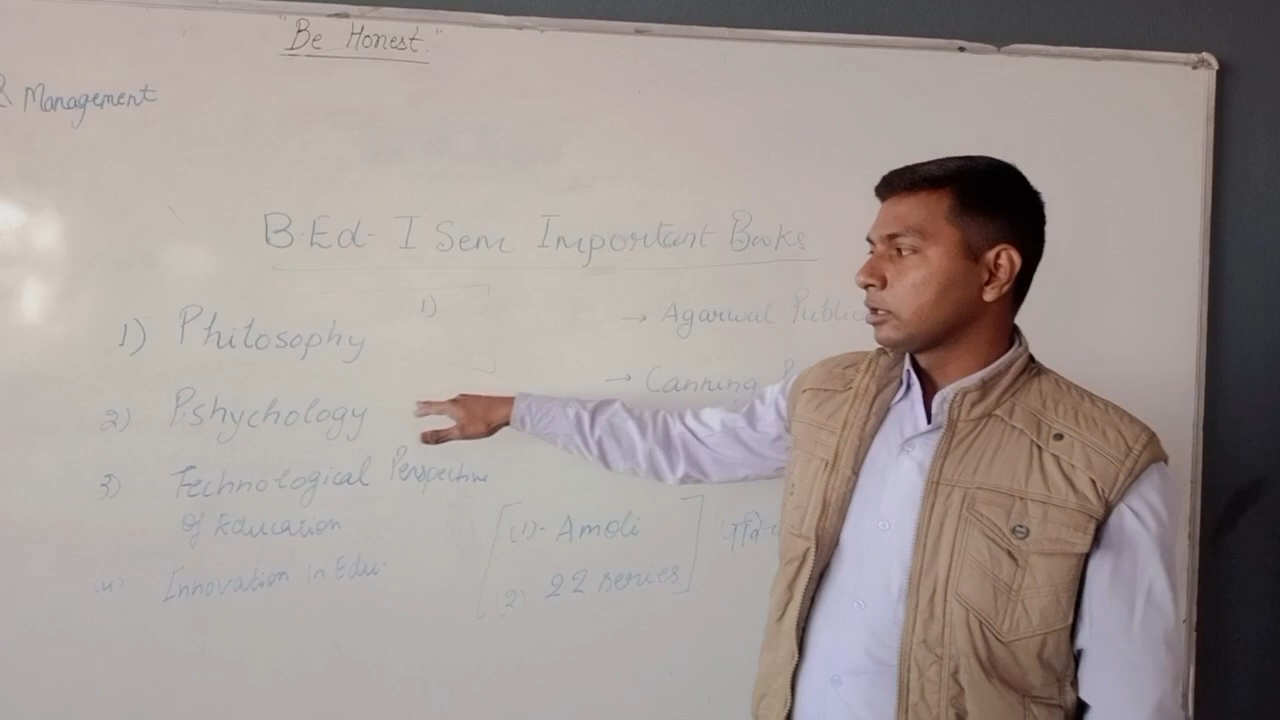 "Be Honest."
& Management
B.Ed- I Sem Important Books
1) Philosophy
1)
→ Agarwal Public
2) Pshychology
→ Canning
3) Technological Perspective
of Education
4) Innovation in Edu.
(1)- Amoli
(2) 22 series